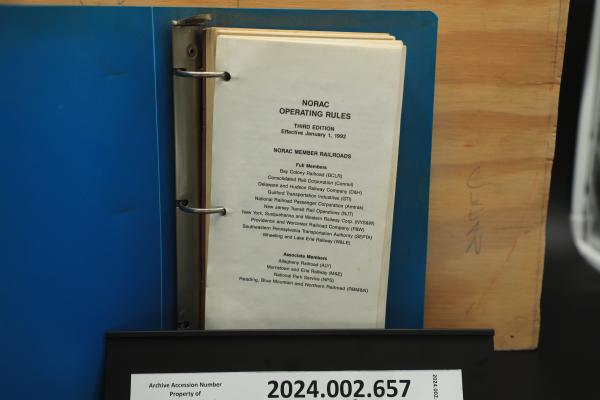 NORAC
OPERATING RULES
THIRD EDITION
Effective January 1, 1992
NORAC MEMBER RAILROADS
Full Members
Bay Colony Railroad (BCLR)
Consolidated Rail Corporation (Conrail)
Delaware and Hudson Railway Company (D&H)
Guilford Transportation Industries (GTI)
National Railroad Passenger Corporation (Amtrak)
New Jersey Transit Rail Operations (NJT)
New York, Susquehanna and Western Railway Corp. (NYS&W)
Providence and Worcester Railroad Company (P&W)
Southeastern Pennsylvania Transportation Authority (SEPTA)
Wheeling and Lake Erie Railway (W&LE)
Associate Members
Allegheny Railroad (ALY)
Morristown and Erie Railway (M&E)
National Park Service (NPS)
Reading, Blue Mountain and Northern Railroad (RBM&N)
Archive Accession Number
Property of
2024.002.657
2024.002.